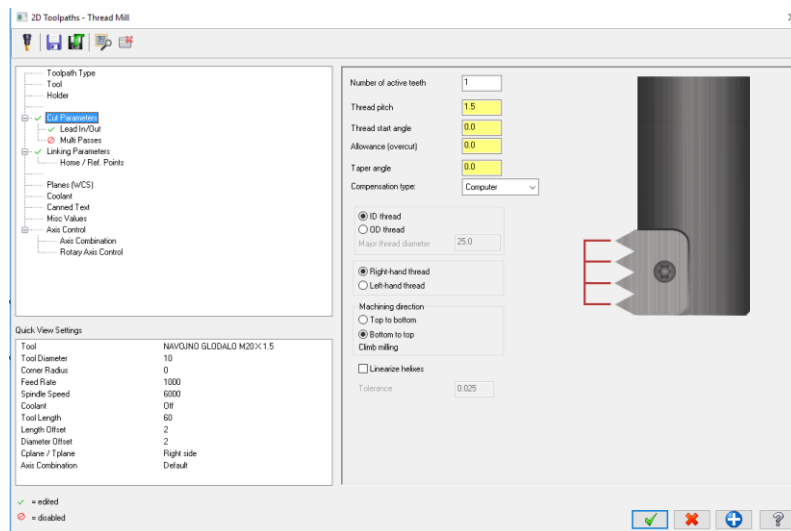 2D Toolpaths - Thread Mill
Toolpath Type
Tool
Holder
Cut Parameters
Lead In/Out
Multi Passes
Linking Parameters
Home / Ref. Points
Planes (WCS)
Coolant
Canned Text
Misc Values
Axis Control
Axis Combination
Rotary Axis Control
Quick View Settings
Tool NAVOJNO GLODALO M20X1.5
Tool Diameter 10
Corner Radius 0
Feed Rate 1000
Spindle Speed 6000
Coolant Off
Tool Length 60
Length Offset 2
Diameter Offset 2
Cplane / Tplane Right side
Axis Combination Default
= edited
= disabled
Number of active teeth 1
Thread pitch 1.5
Thread start angle 0.0
Allowance (overcut) 0.0
Taper angle 0.0
Compensation type: Computer
ID thread
OD thread
Major thread diameter 25.0
Right-hand thread
Left-hand thread
Machining direction
Top to bottom
Bottom to top
Climb milling
Linearize helixes
Tolerance 0.025